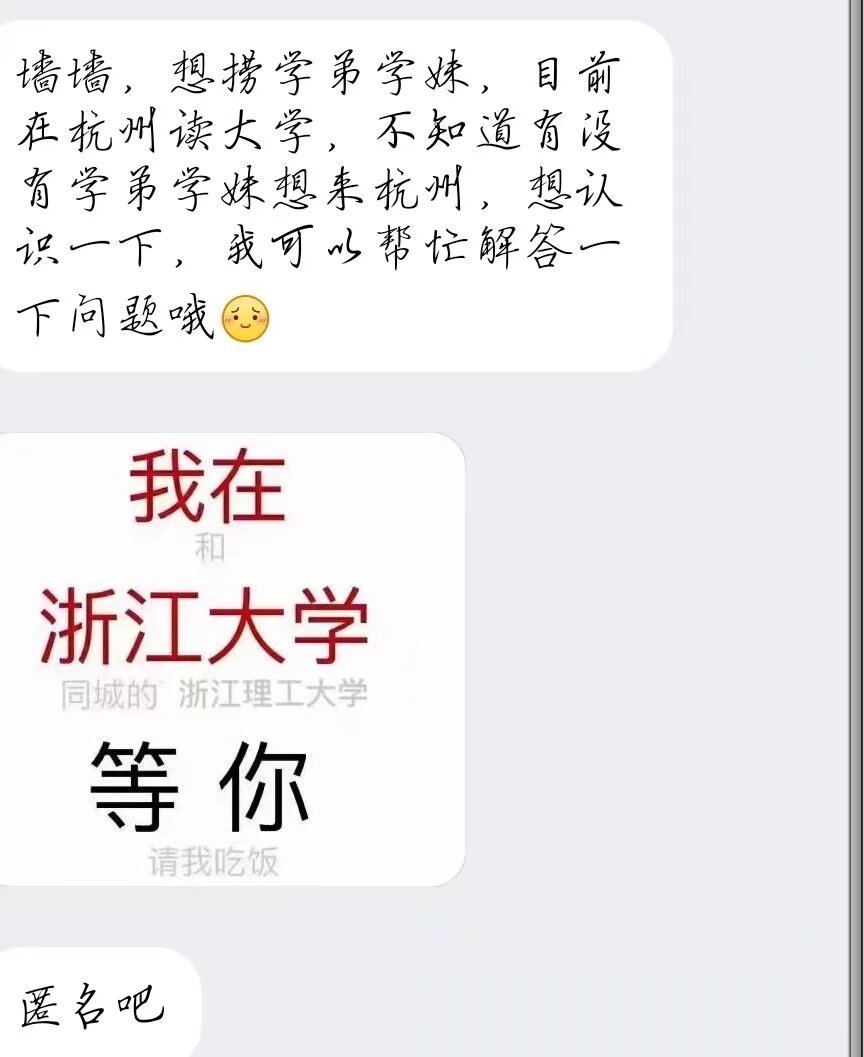 墙墙，想捞学弟学妹，目前
在杭州读大学，不知道有没
有学弟学妹想来杭州，想认
识一下，我可以帮忙解答一
下问题哦🥺
我在
和
浙江大学
同城的 浙江理工大学
等你
请我吃饭
匿名吧